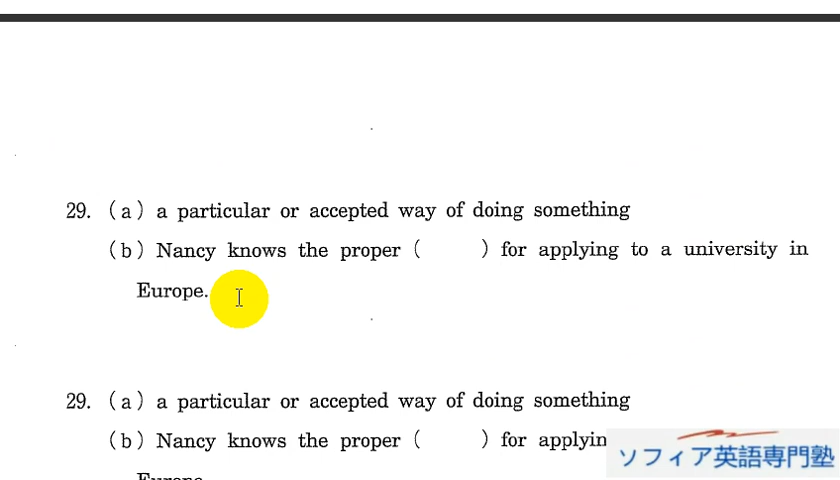 29. (a) a particular or accepted way of doing something
(b) Nancy knows the proper (     ) for applying to a university in
Europe.
29. (a) a particular or accepted way of doing something
(b) Nancy knows the proper (     ) for applyin
ソフィア英語専門塾
Europe